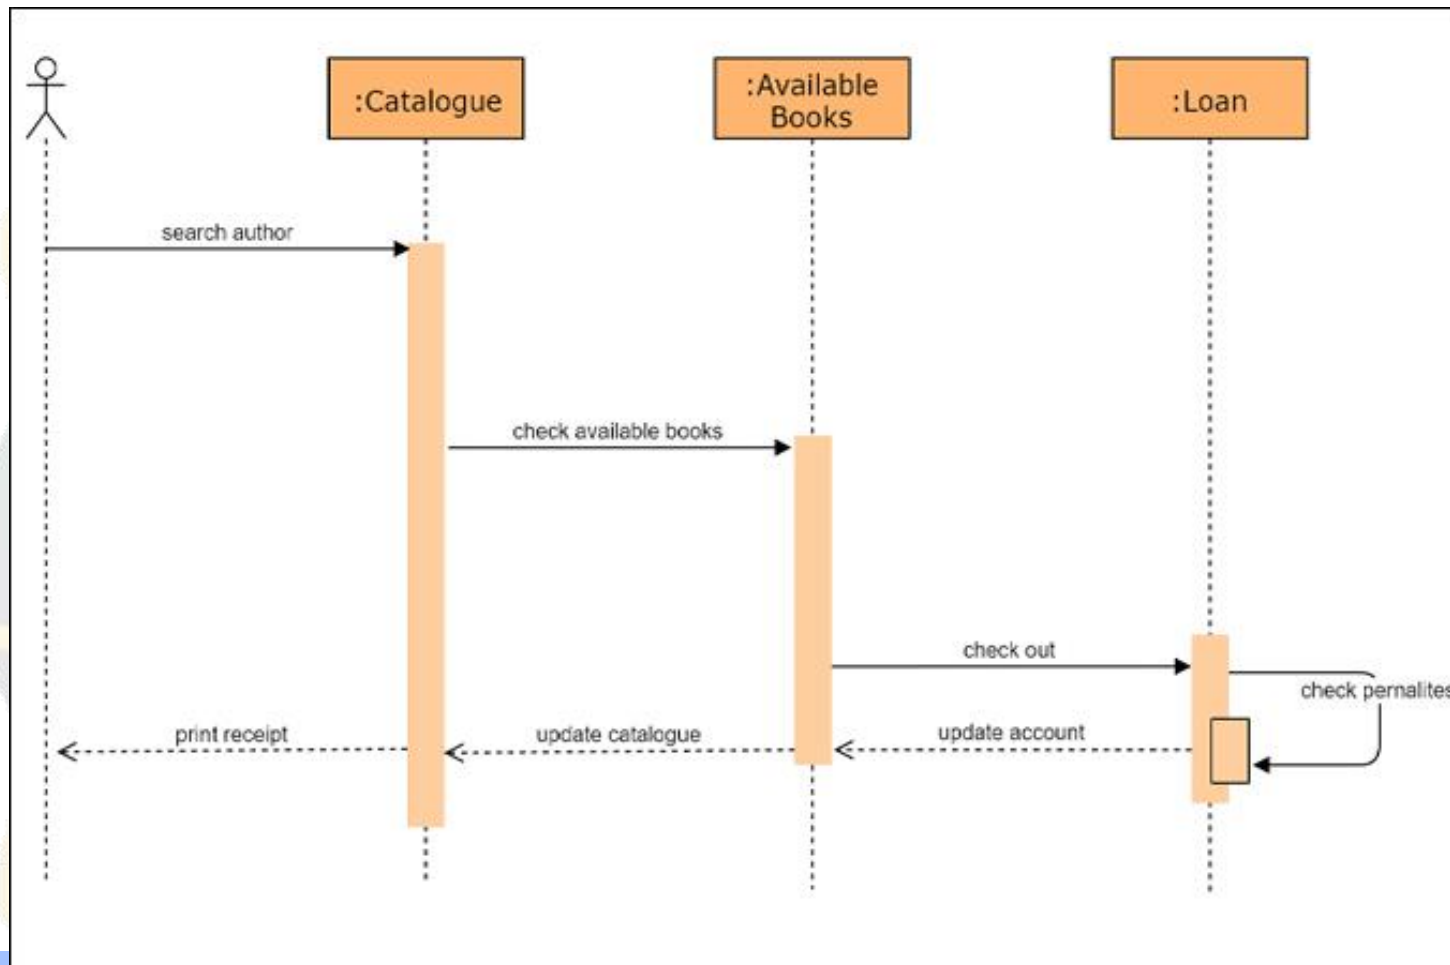 :Catalogue
:Available
Books
:Loan
search author
check available books
check out
check pernalites
print receipt
update catalogue
update account